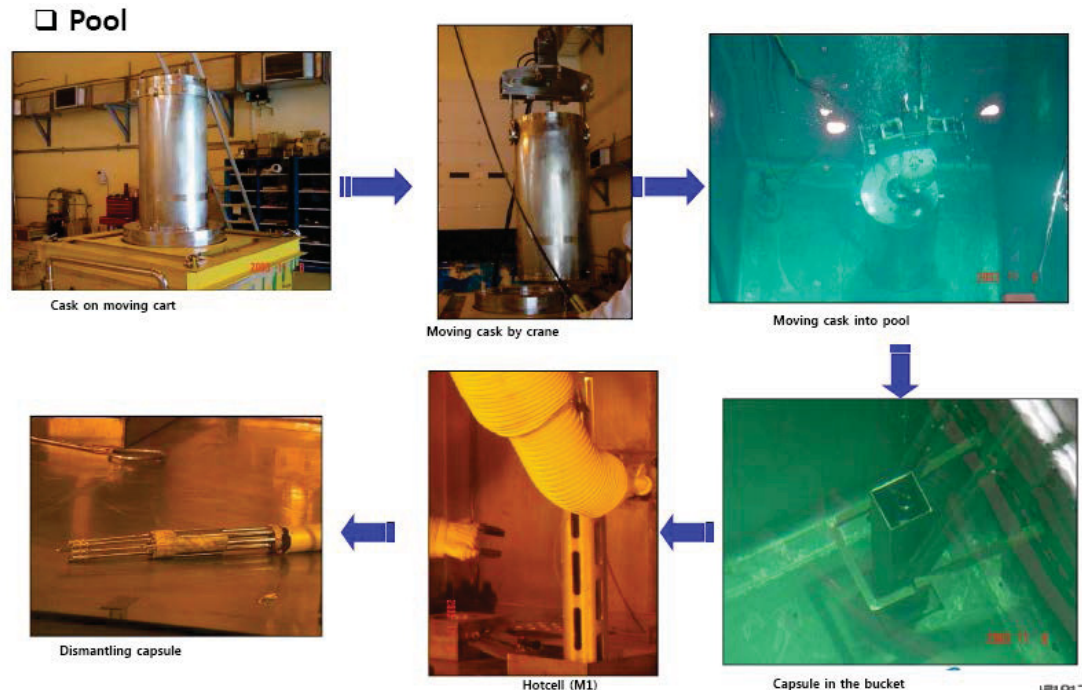 ❑ Pool
Cask on moving cart
Moving cask by crane
Moving cask into pool
Dismantling capsule
Hotcell (M1)
Capsule in the bucket